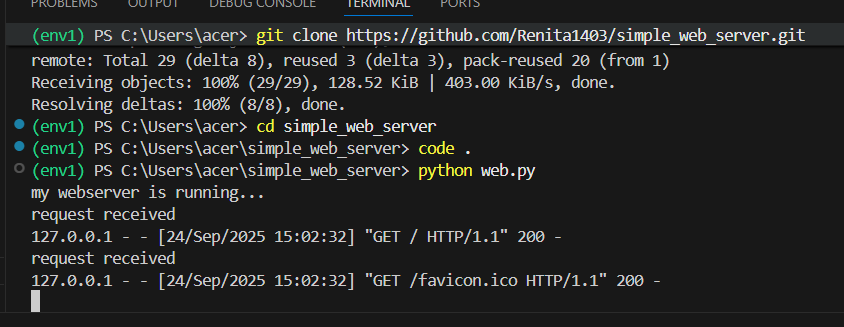 PROBLEMS OUTPUT DEBUG CONSOLE TERMINAL PORTS
(env1) PS C:\Users\acer> git clone https://github.com/Renita1403/simple_web_server.git
remote: Total 29 (delta 8), reused 3 (delta 3), pack-reused 20 (from 1)
Receiving objects: 100% (29/29), 128.52 KiB | 403.00 KiB/s, done.
Resolving deltas: 100% (8/8), done.
(env1) PS C:\Users\acer> cd simple_web_server
(env1) PS C:\Users\acer\simple_web_server> code .
(env1) PS C:\Users\acer\simple_web_server> python web.py
my webserver is running...
request received
127.0.0.1 - - [24/Sep/2025 15:02:32] "GET / HTTP/1.1" 200 -
request received
127.0.0.1 - - [24/Sep/2025 15:02:32] "GET /favicon.ico HTTP/1.1" 200 -